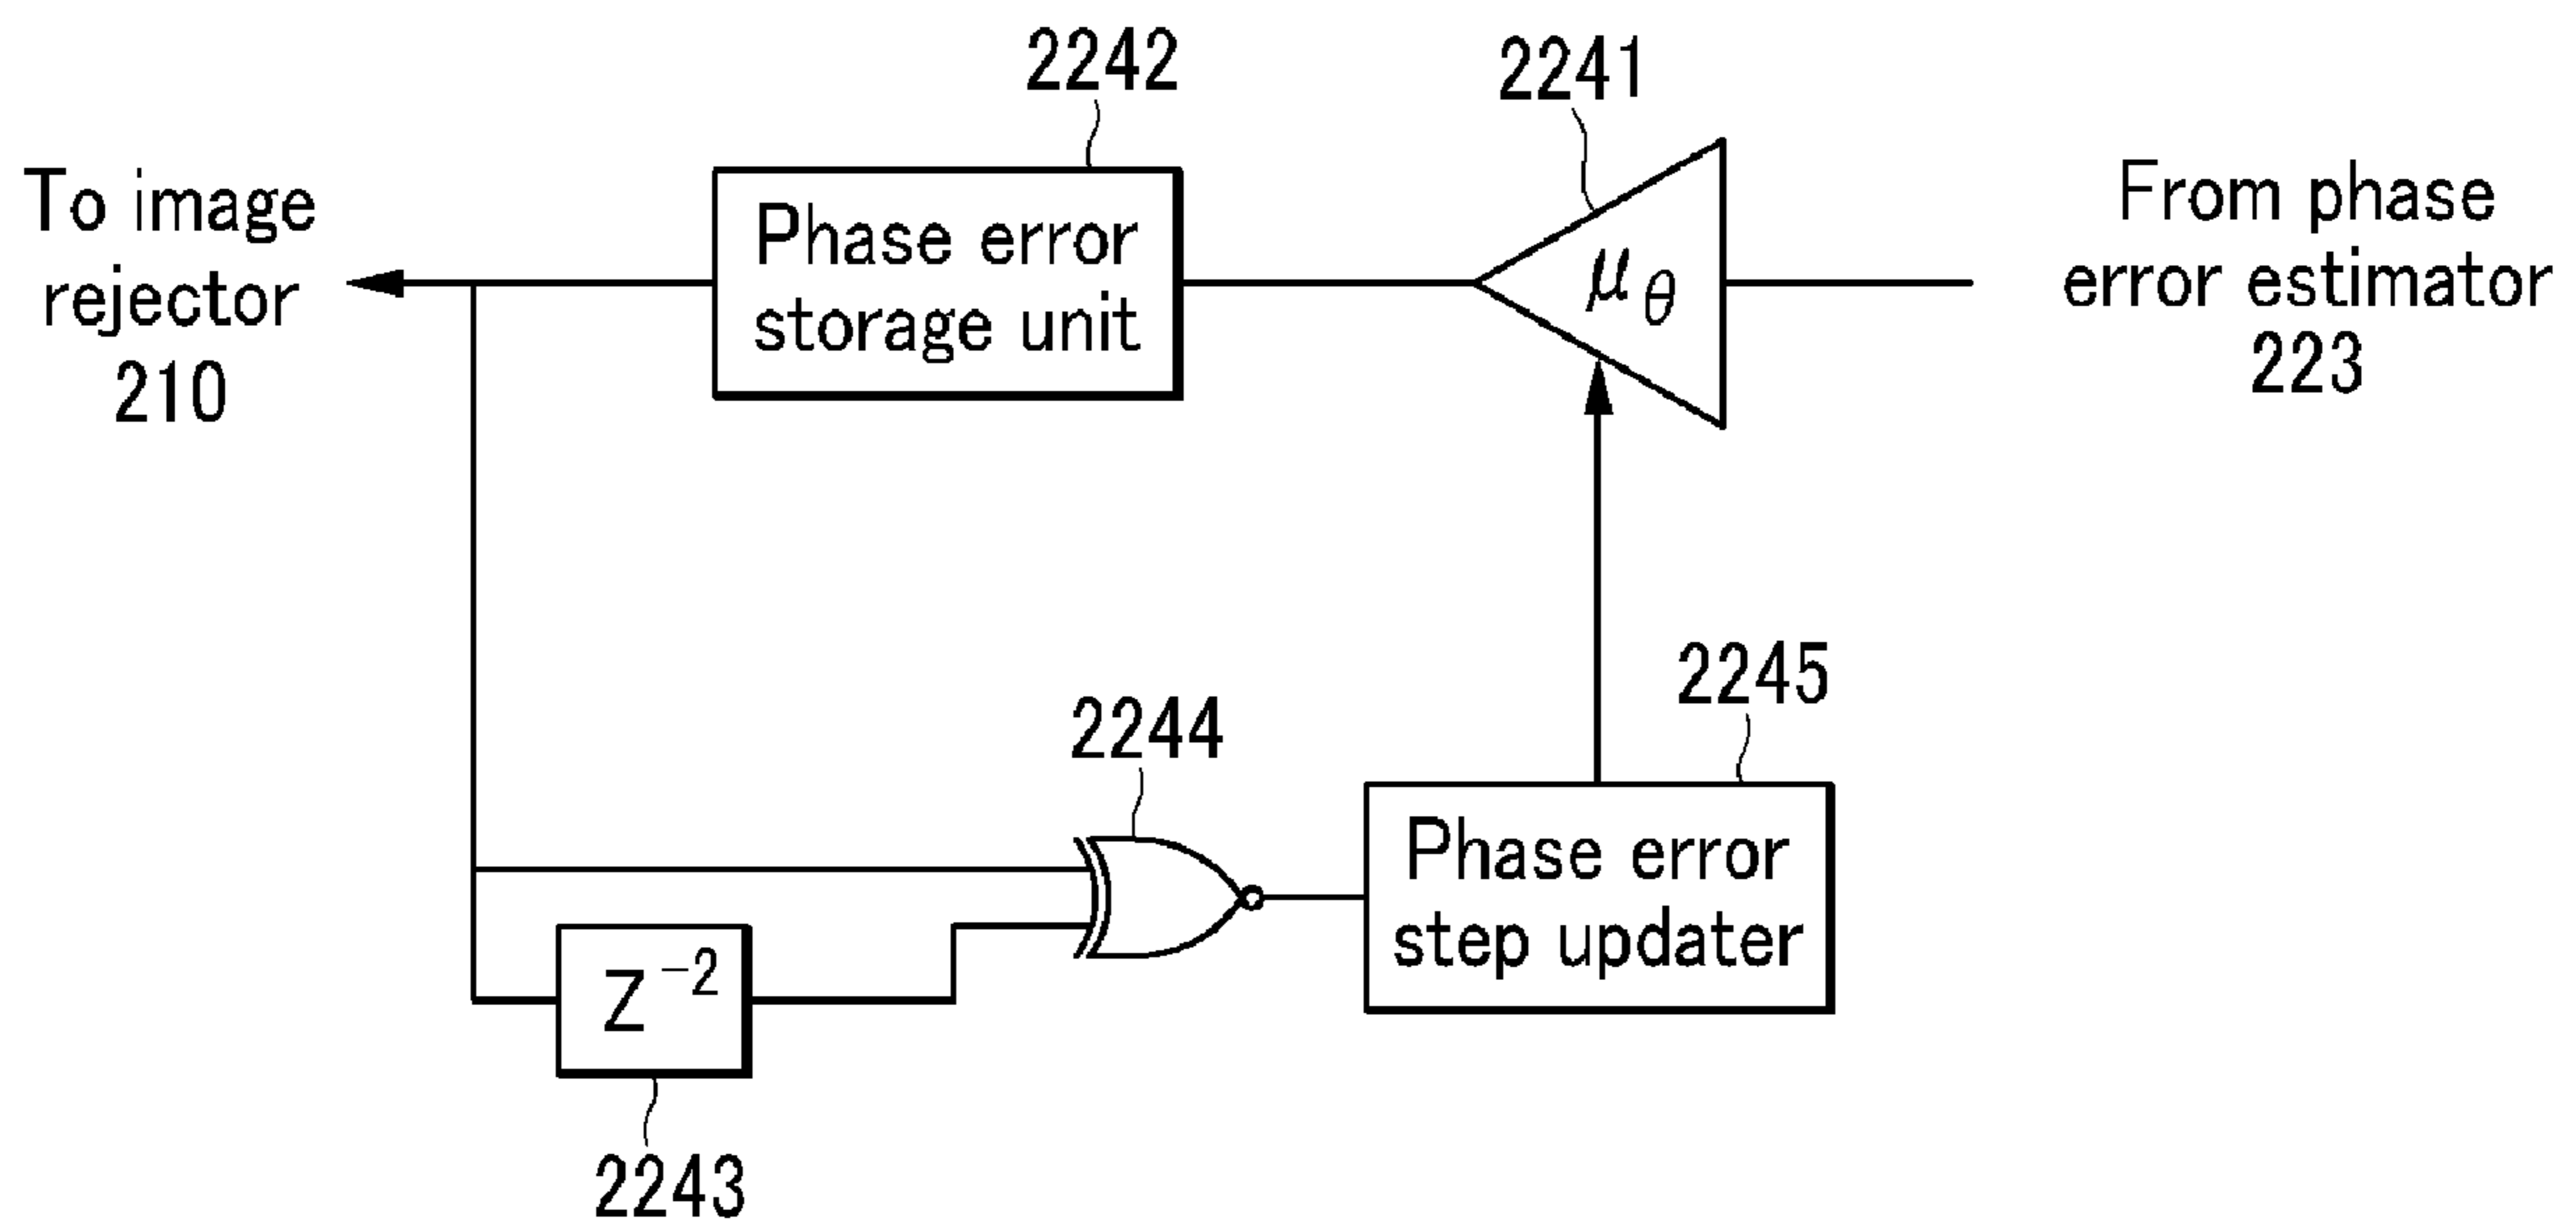 2242
2241
To image
rejector
210
Phase error
storage unit
μθ
From phase
error estimator
223
2244
2245
Phase error
step updater
Z⁻²
2243